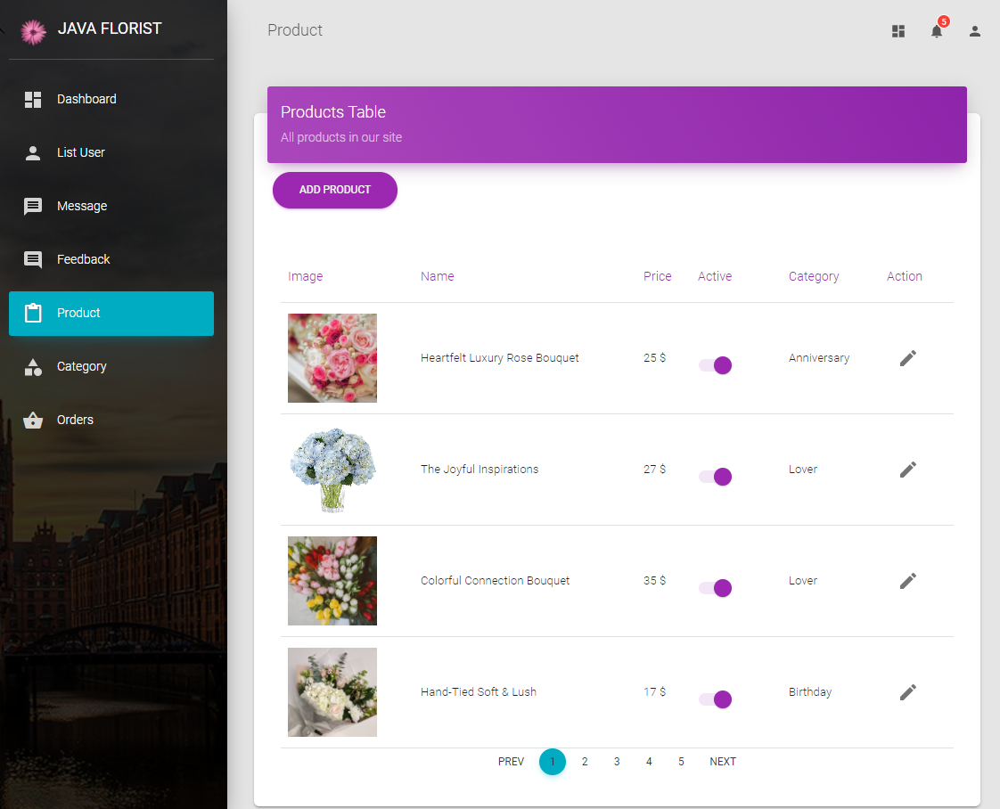 JAVA FLORIST
Product
5
Dashboard
List User
Message
Feedback
Product
Category
Orders
Products Table
All products in our site
ADD PRODUCT
Image Name Price Active Category Action
Heartfelt Luxury Rose Bouquet 25 $ Anniversary
The Joyful Inspirations 27 $ Lover
Colorful Connection Bouquet 35 $ Lover
Hand-Tied Soft & Lush 17 $ Birthday
PREV 1 2 3 4 5 NEXT